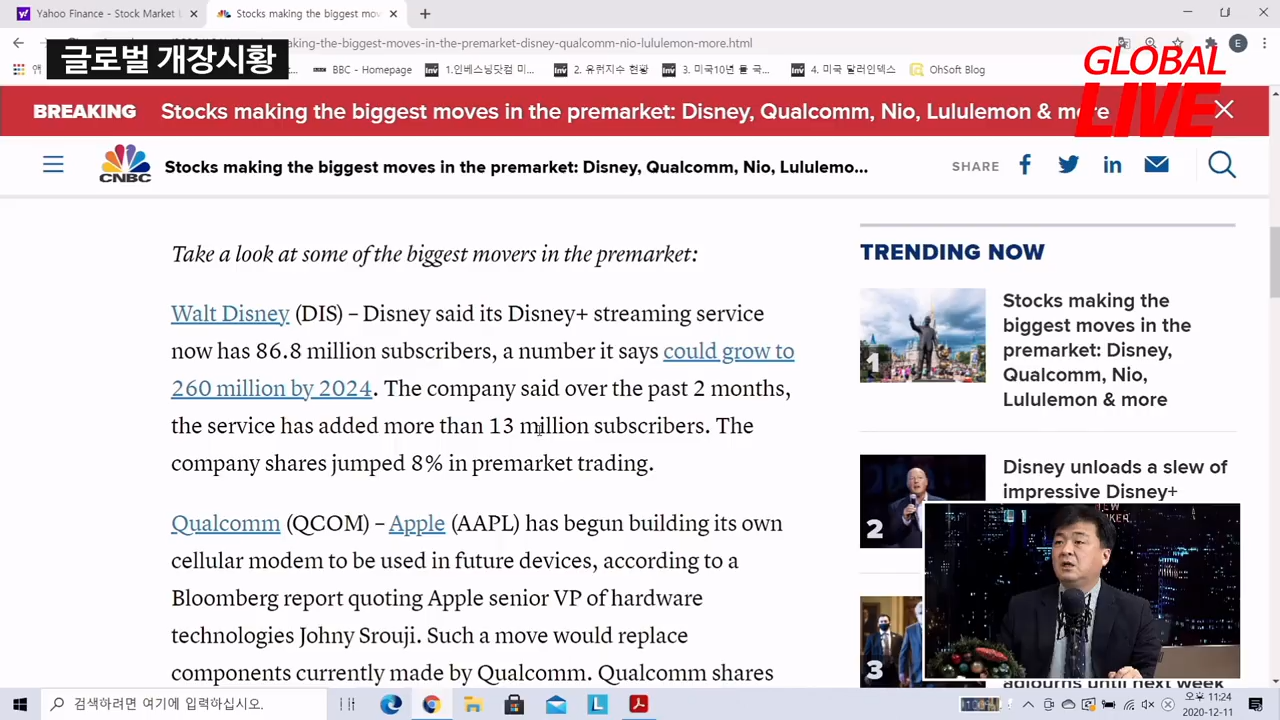 Yahoo Finance - Stock Market
Stocks making the biggest mov
aking-the-biggest-moves-in-the-premarket-disney-qualcomm-nio-lululemon-more.html
글로벌 개장시황
GLOBAL
LIVE
BBC - Homepage
1.인베스팅닷컴 미...
2. 유럽지수 현황
3. 미국10년 물 국...
4. 미국 달러인덱스
OhSoft Blog
BREAKING
Stocks making the biggest moves in the premarket: Disney, Qualcomm, Nio, Lululemon & more
CNBC
Stocks making the biggest moves in the premarket: Disney, Qualcomm, Nio, Lululemo...
SHARE
Take a look at some of the biggest movers in the premarket:
Walt Disney (DIS) – Disney said its Disney+ streaming service
now has 86.8 million subscribers, a number it says could grow to
260 million by 2024. The company said over the past 2 months,
the service has added more than 13 million subscribers. The
company shares jumped 8% in premarket trading.
Qualcomm (QCOM) – Apple (AAPL) has begun building its own
cellular modem to be used in future devices, according to a
Bloomberg report quoting Apple senior VP of hardware
technologies Johny Srouji. Such a move would replace
components currently made by Qualcomm. Qualcomm shares
TRENDING NOW
1
Stocks making the
biggest moves in the
premarket: Disney,
Qualcomm, Nio,
Lululemon & more
2
Disney unloads a slew of
impressive Disney+
3
adjourns until next week
검색하려면 여기에 입력하십시오.
오후 11:24
2020-12-11